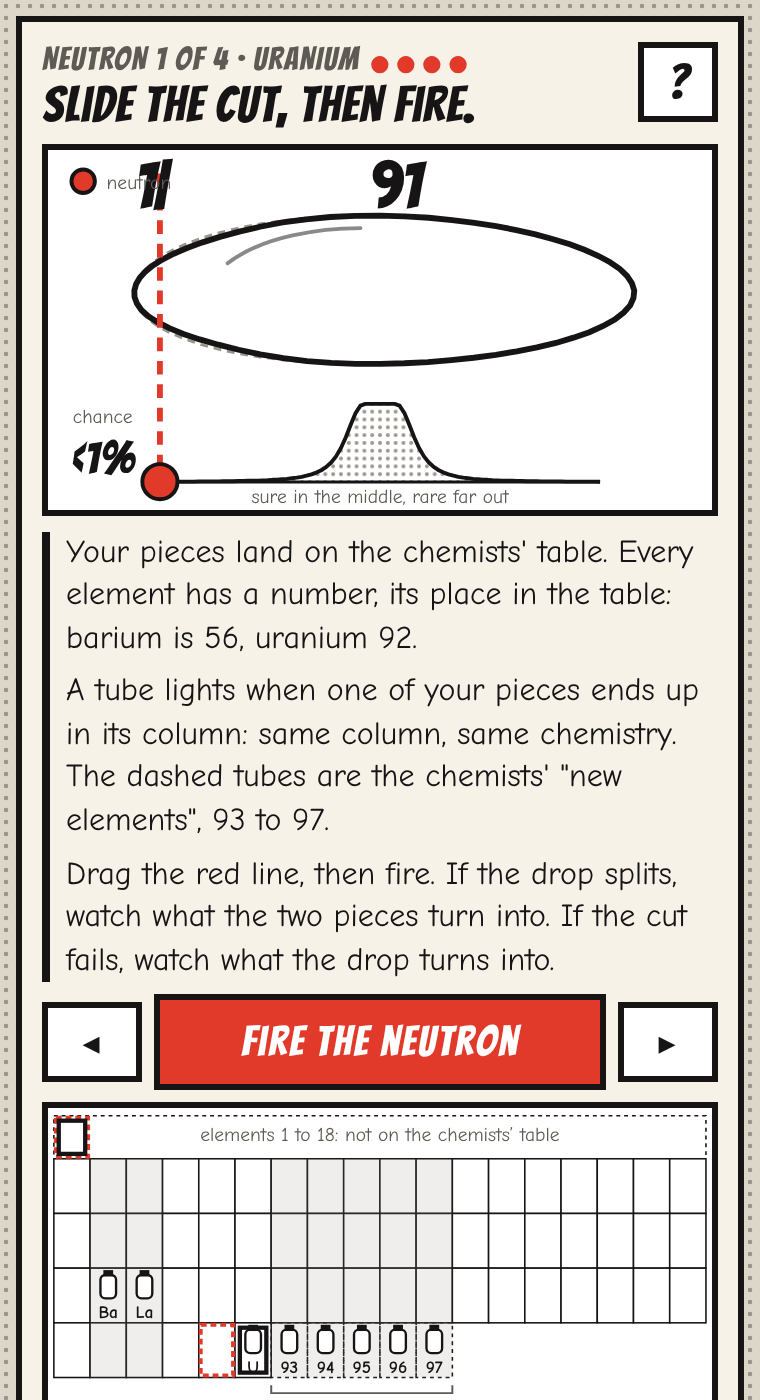 NEUTRON 1 OF 4 · URANIUM
SLIDE THE CUT, THEN FIRE.
?
neutron
1
91
chance
<1%
sure in the middle, rare far out
Your pieces land on the chemists' table. Every
element has a number, its place in the table:
barium is 56, uranium 92.
A tube lights when one of your pieces ends up
in its column: same column, same chemistry.
The dashed tubes are the chemists' "new
elements", 93 to 97.
Drag the red line, then fire. If the drop splits,
watch what the two pieces turn into. If the cut
fails, watch what the drop turns into.
◄
FIRE THE NEUTRON
►
elements 1 to 18: not on the chemists' table
Ba La
U 93 94 95 96 97